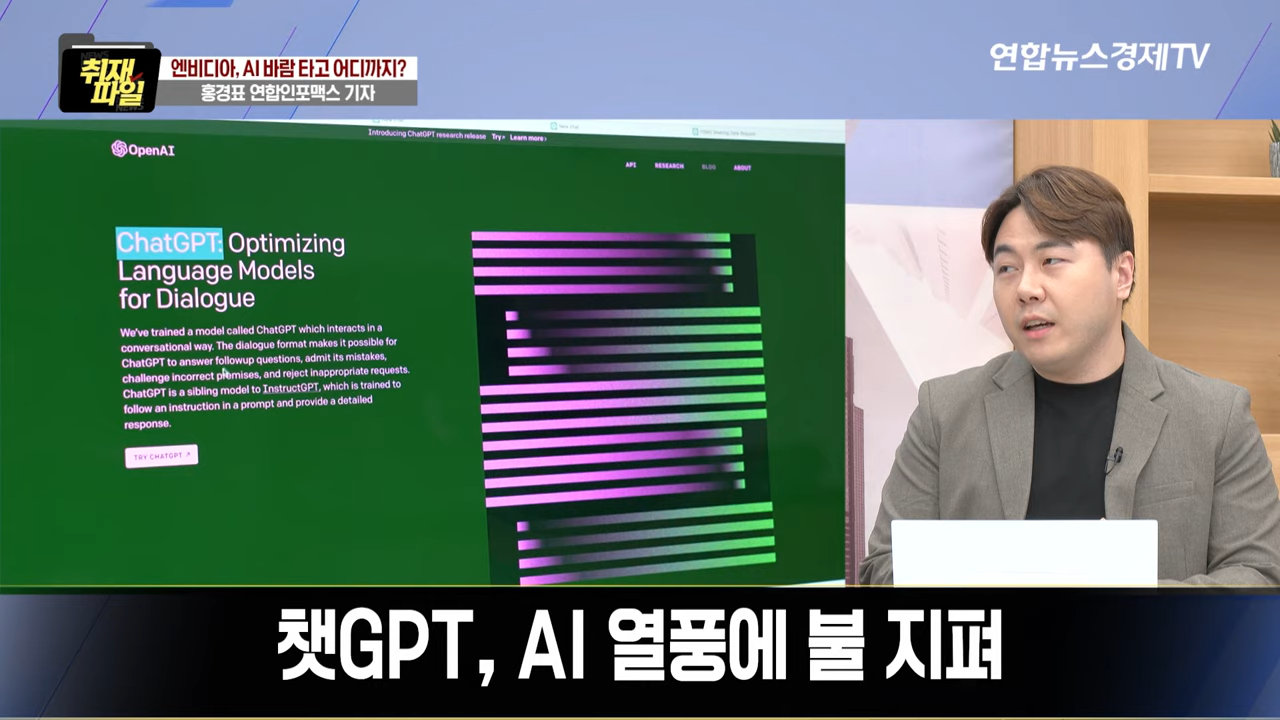 NEWS
취재
파일
NEWS
엔비디아, AI 바람 타고 어디까지?
홍경표 연합인포맥스 기자
연합뉴스경제TV
Introducing ChatGPT research release Try Learn more
OpenAI
API RESEARCH BLOG ABOUT
ChatGPT: Optimizing
Language Models
for Dialogue
We've trained a model called ChatGPT which interacts in a
conversational way. The dialogue format makes it possible for
ChatGPT to answer followup questions, admit its mistakes,
challenge incorrect premises, and reject inappropriate requests.
ChatGPT is a sibling model to InstructGPT, which is trained to
follow an instruction in a prompt and provide a detailed
response.
TRY CHATGPT ↗
챗GPT, AI 열풍에 불 지펴